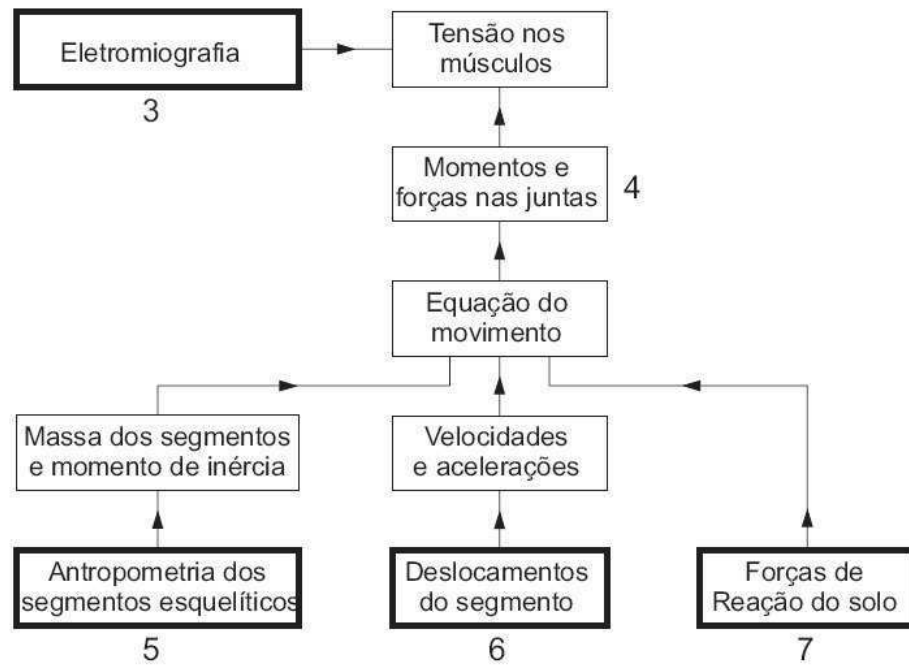 Eletromiografia
3
Tensão nos
músculos
Momentos e
forças nas juntas
4
Equação do
movimento
Massa dos segmentos
e momento de inércia
Velocidades
e acelerações
Antropometria dos
segmentos esquelíticos
5
Deslocamentos
do segmento
6
Forças de
Reação do solo
7